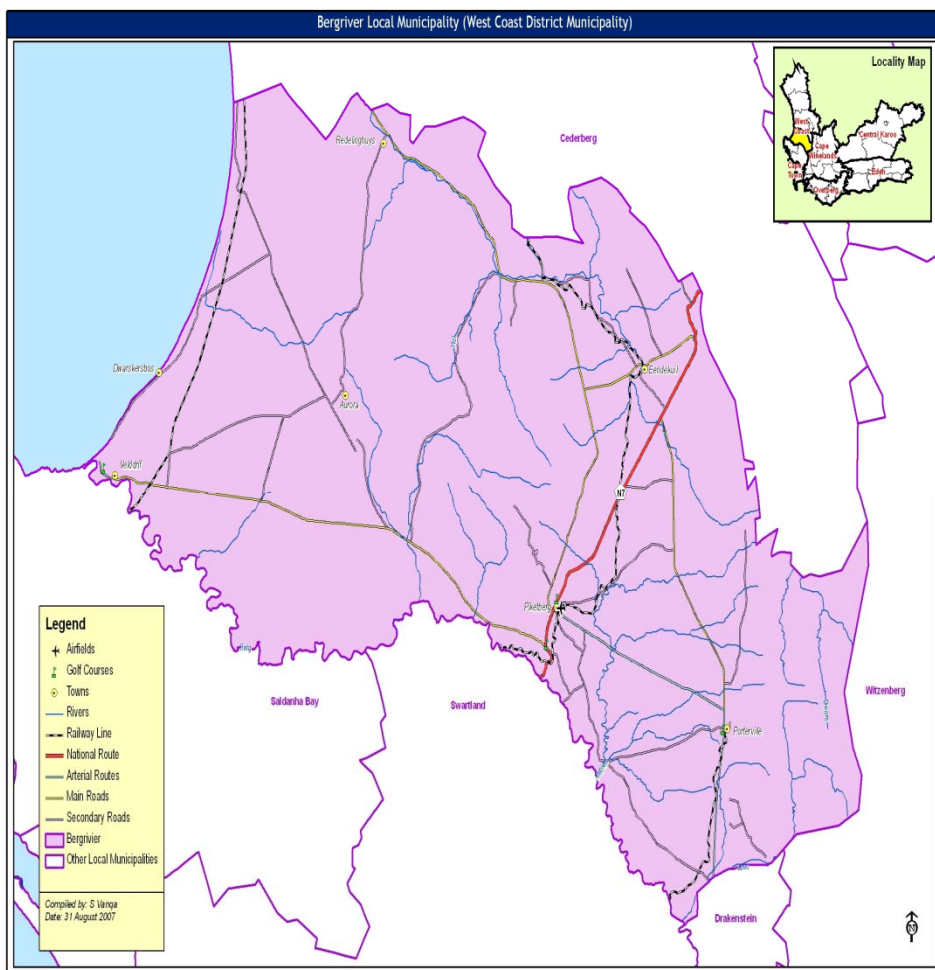 Bergriver Local Municipality (West Coast District Municipality)
Locality Map
West
Coast
Central Karoo
Cape
Winelands
Cape
Town
Eden
Overberg
Redelinghuys
Cederberg
Dwarskersbos
Eendekuil
Aurora
Velddrif
N7
Piketberg
Berg
Saldanha Bay
Swartland
Witzenberg
Porterville
Drakenstein
Legend
Airfields
Golf Courses
Towns
Rivers
Railway Line
National Route
Arterial Routes
Main Roads
Secondary Roads
Bergrivier
Other Local Municipalities
Compiled by: S Vanqa
Date: 31 August 2007
N